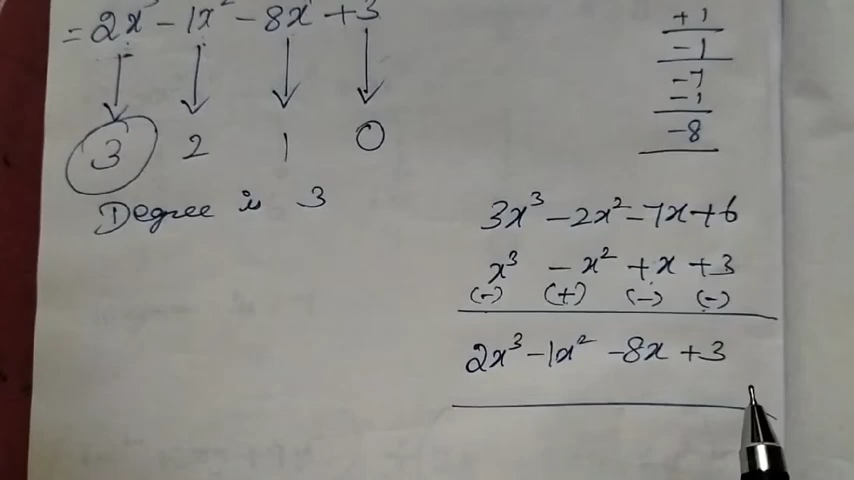 = 2x³ - 1x² - 8x + 3
3 2 1 0
Degree is 3
+1
-1
-7
-1
-8
3x³ - 2x² - 7x + 6
x³ - x² + x + 3
(-) (+) (-) (-)
2x³ - 1x² - 8x + 3